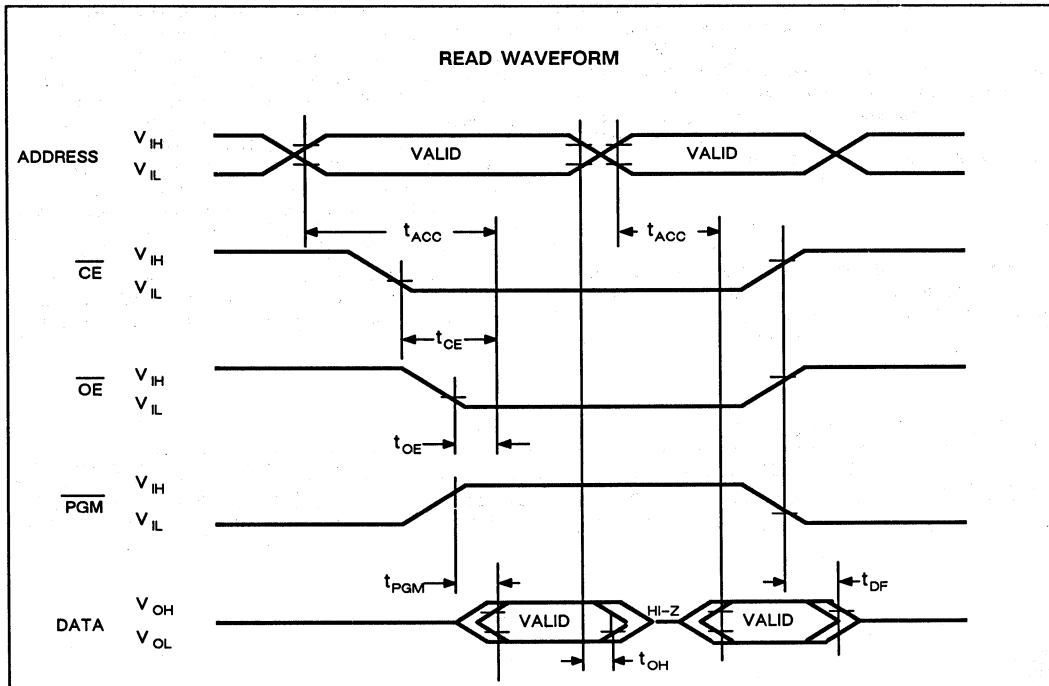 READ WAVEFORM
ADDRESS V IH
V IL
VALID VALID
t ACC t ACC
CE V IH
V IL
t CE
OE V IH
V IL
t OE
PGM V IH
V IL
t PGM t DF
DATA V OH
V OL
VALID HI-Z VALID
t OH